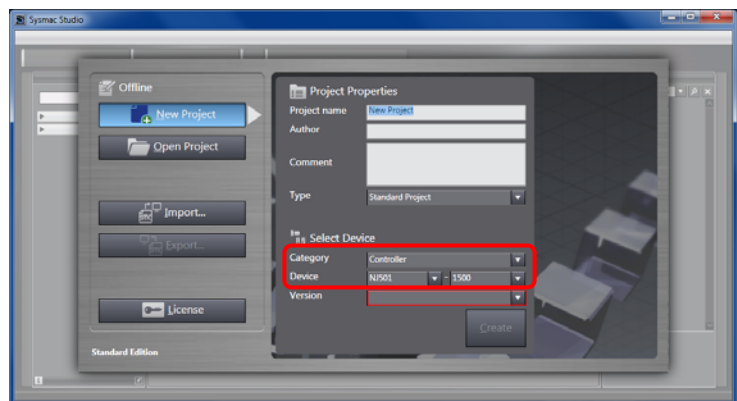 Sysmac Studio
Offline
New Project
Open Project
Import...
Export...
License
Standard Edition
Project Properties
Project name New Project
Author
Comment
Type Standard Project
Select Device
Category Controller
Device NJ501 - 1500
Version
Create